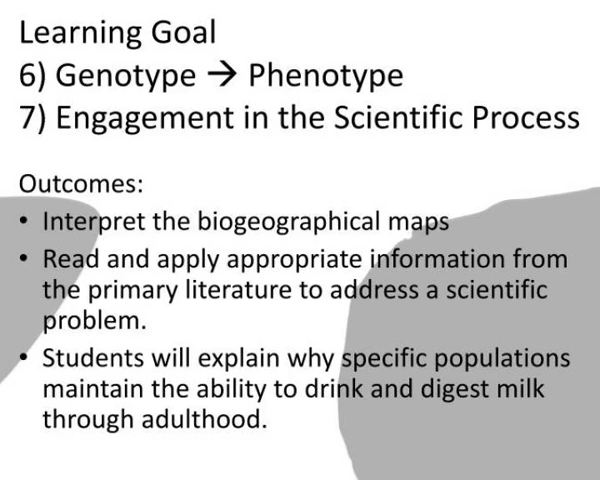 Learning Goal
6) Genotype → Phenotype
7) Engagement in the Scientific Process
Outcomes:
• Interpret the biogeographical maps
• Read and apply appropriate information from
the primary literature to address a scientific
problem.
• Students will explain why specific populations
maintain the ability to drink and digest milk
through adulthood.